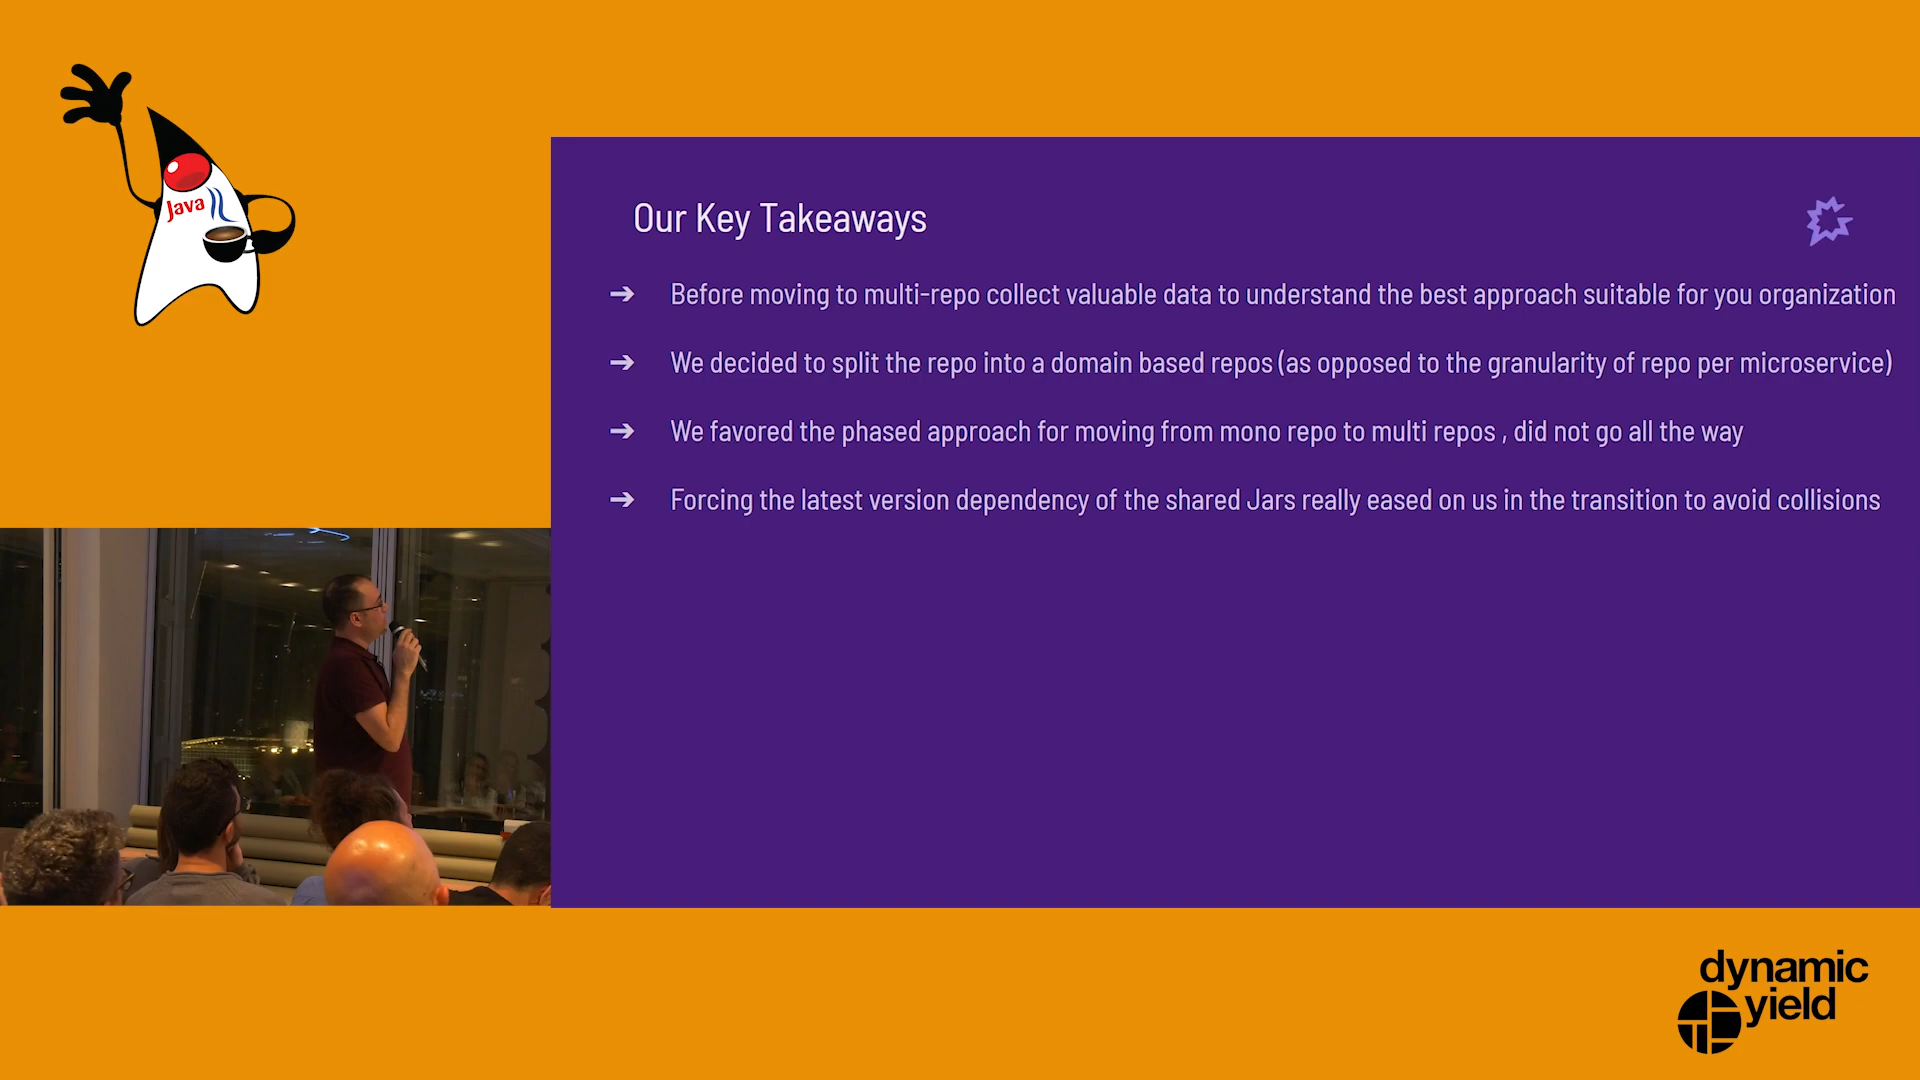 Java
Our Key Takeaways
➔ Before moving to multi-repo collect valuable data to understand the best approach suitable for you organization
➔ We decided to split the repo into a domain based repos (as opposed to the granularity of repo per microservice)
➔ We favored the phased approach for moving from mono repo to multi repos , did not go all the way
➔ Forcing the latest version dependency of the shared Jars really eased on us in the transition to avoid collisions
dynamic
yield